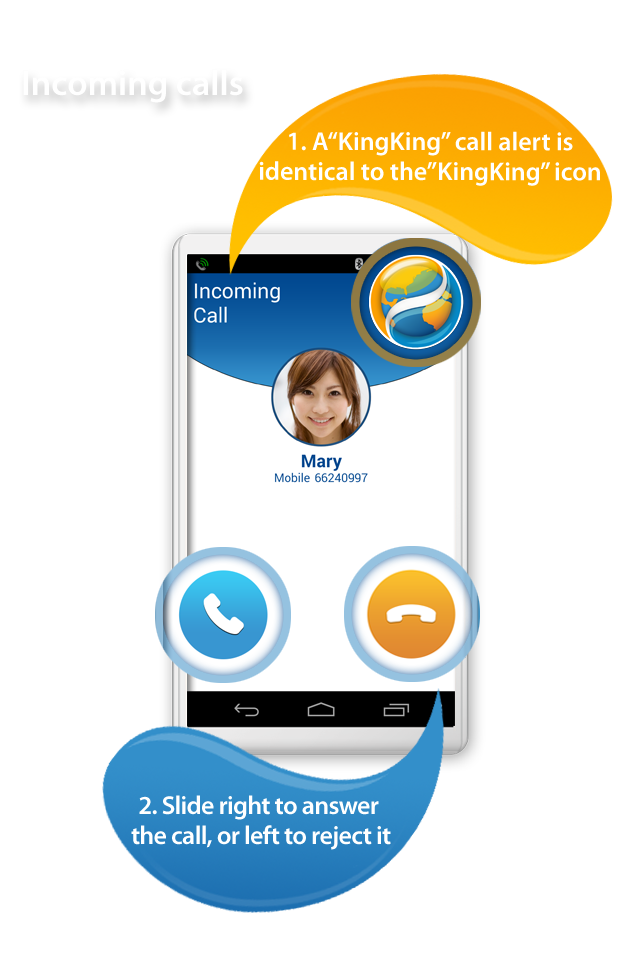 Incoming calls
1. A“KingKing” call alert is
identical to the”KingKing” icon
Incoming
Call
Mary
Mobile 66240997
2. Slide right to answer
the call, or left to reject it